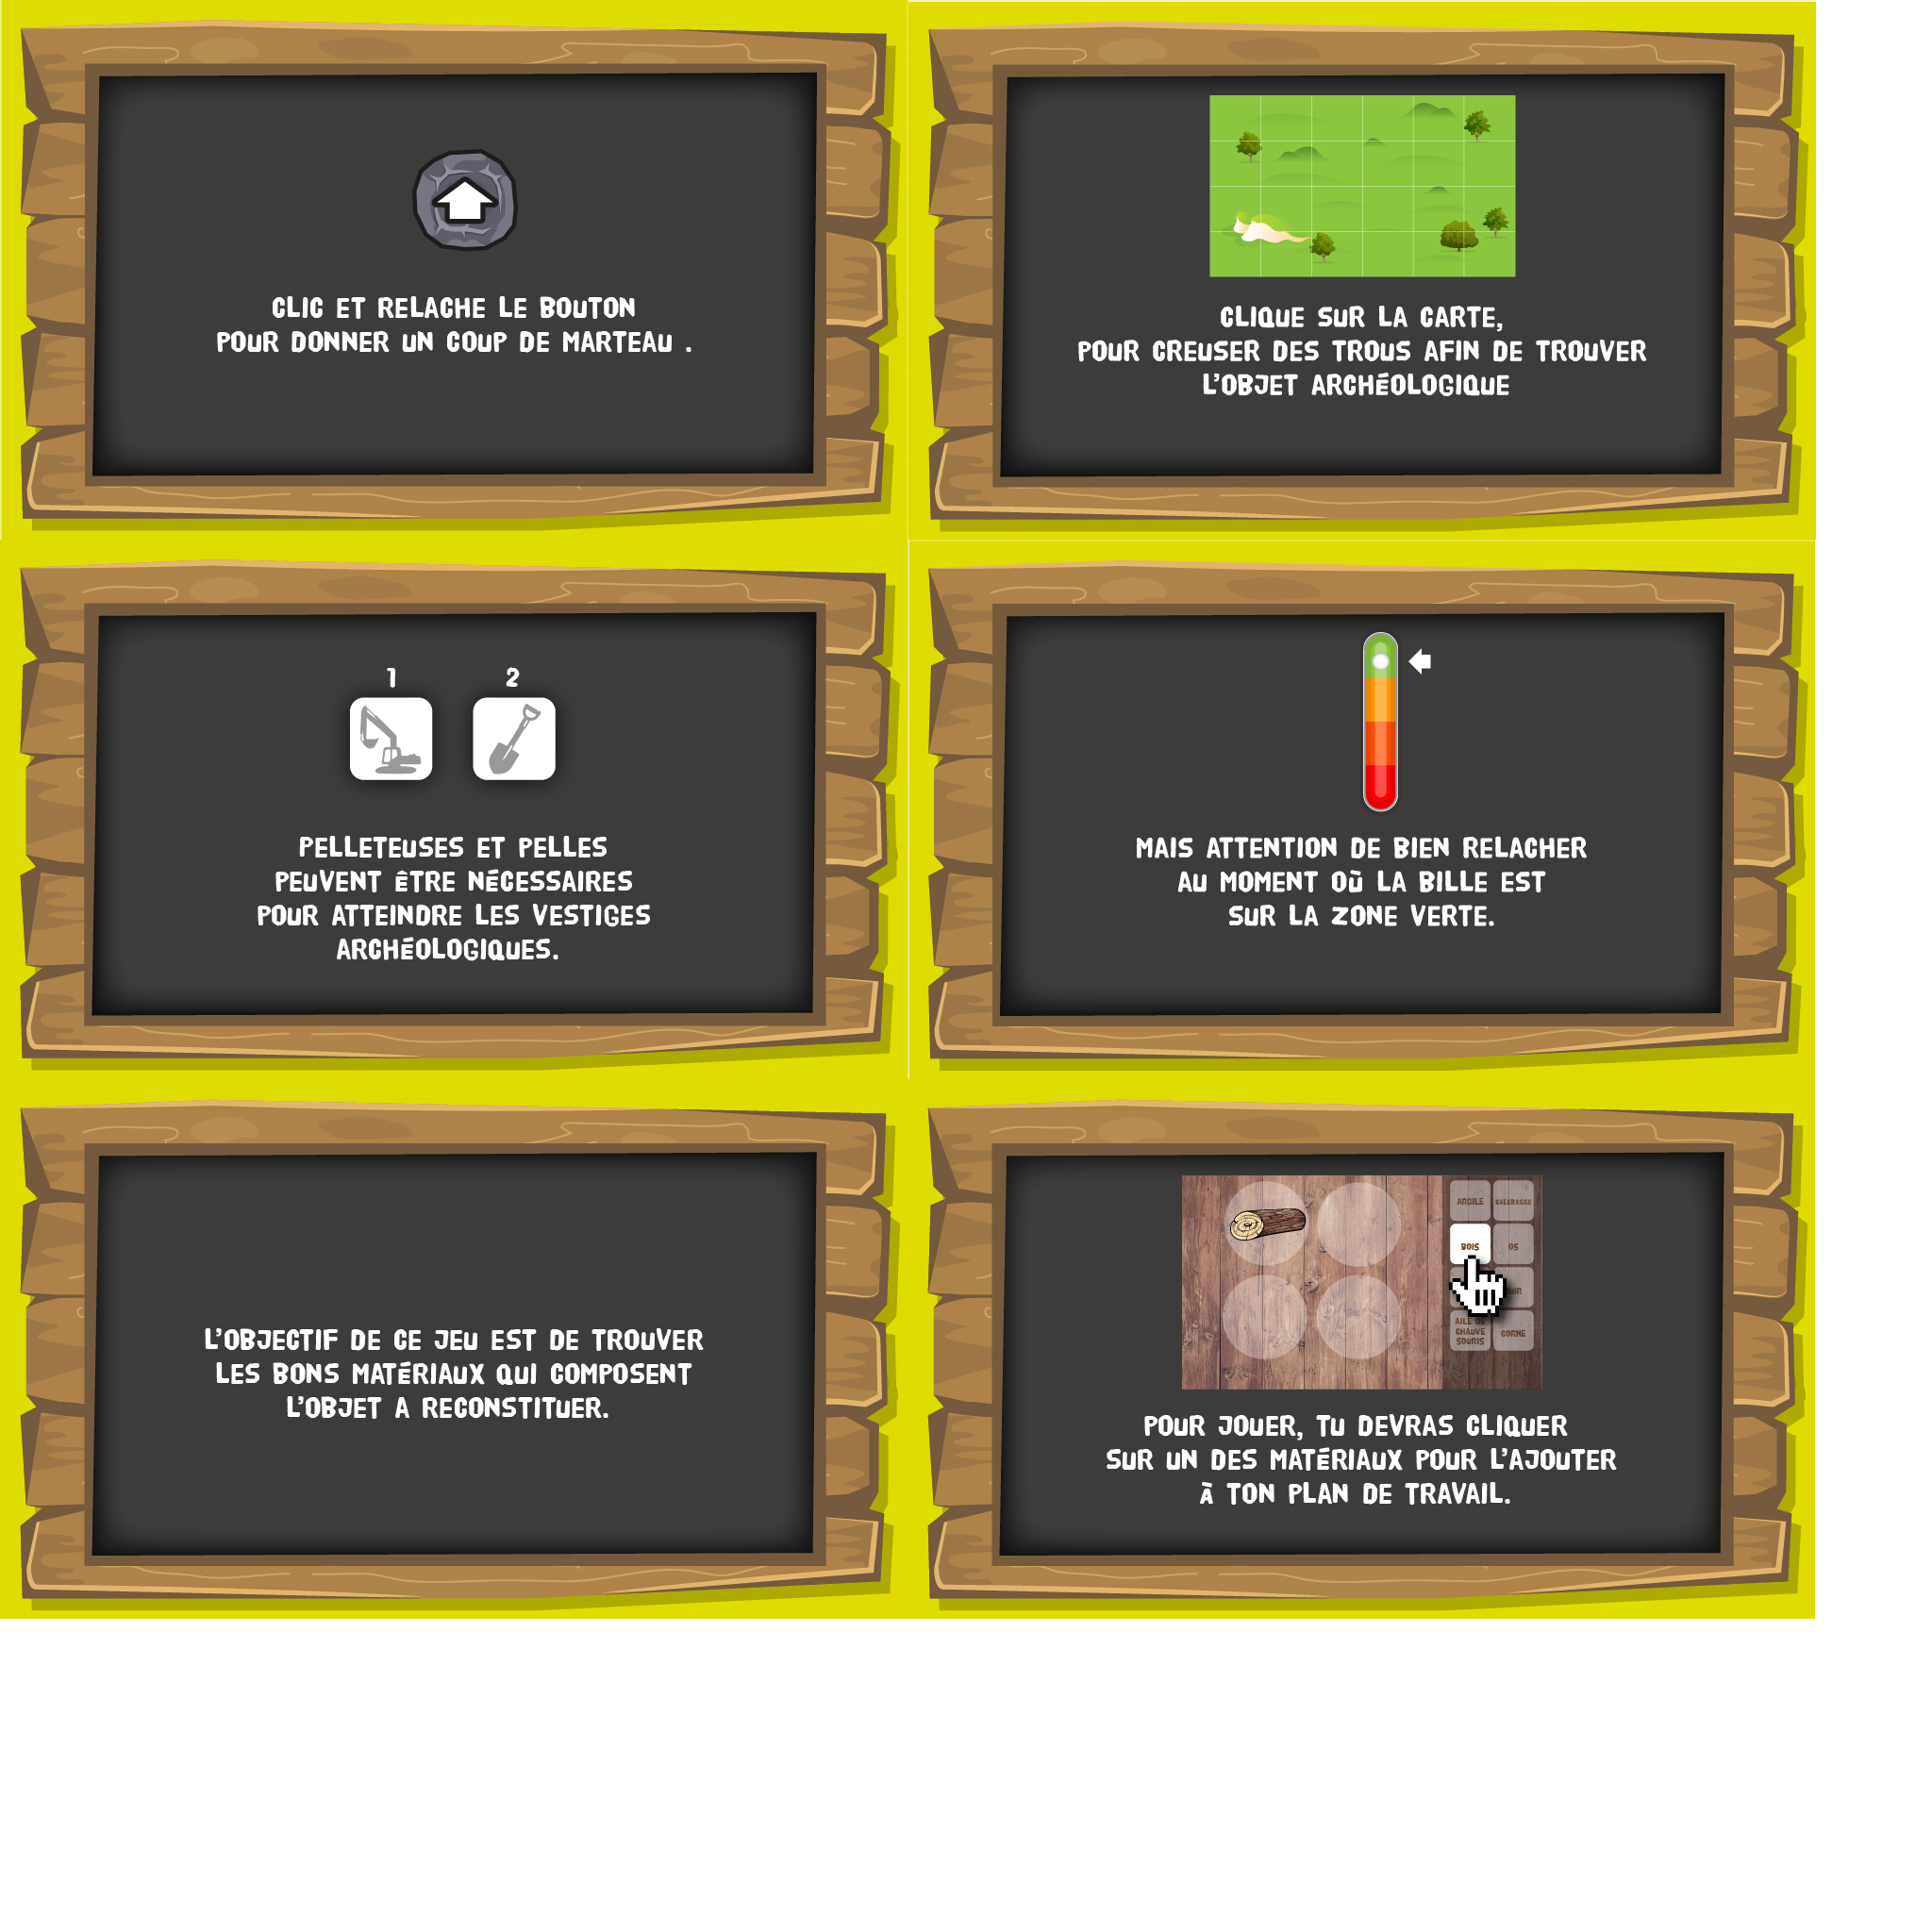 CLIC ET RELACHE LE BOUTON
POUR DONNER UN COUP DE MARTEAU .
CLIQUE SUR LA CARTE,
POUR CREUSER DES TROUS AFIN DE TROUVER
L'OBJET ARCHÉOLOGIQUE
1 2
PELLETEUSES ET PELLES
PEUVENT ÊTRE NÉCESSAIRES
POUR ATTEINDRE LES VESTIGES
ARCHÉOLOGIQUES.
MAIS ATTENTION DE BIEN RELACHER
AU MOMENT OÙ LA BILLE EST
SUR LA ZONE VERTE.
L'OBJECTIF DE CE JEU EST DE TROUVER
LES BONS MATÉRIAUX QUI COMPOSENT
L'OBJET A RECONSTITUER.
ARGILE CALEBASSE
BOIS OS
AILE DE
CHAUVE
SOURIS
CORNE
POUR JOUER, TU DEVRAS CLIQUER
SUR UN DES MATÉRIAUX POUR L'AJOUTER
À TON PLAN DE TRAVAIL.